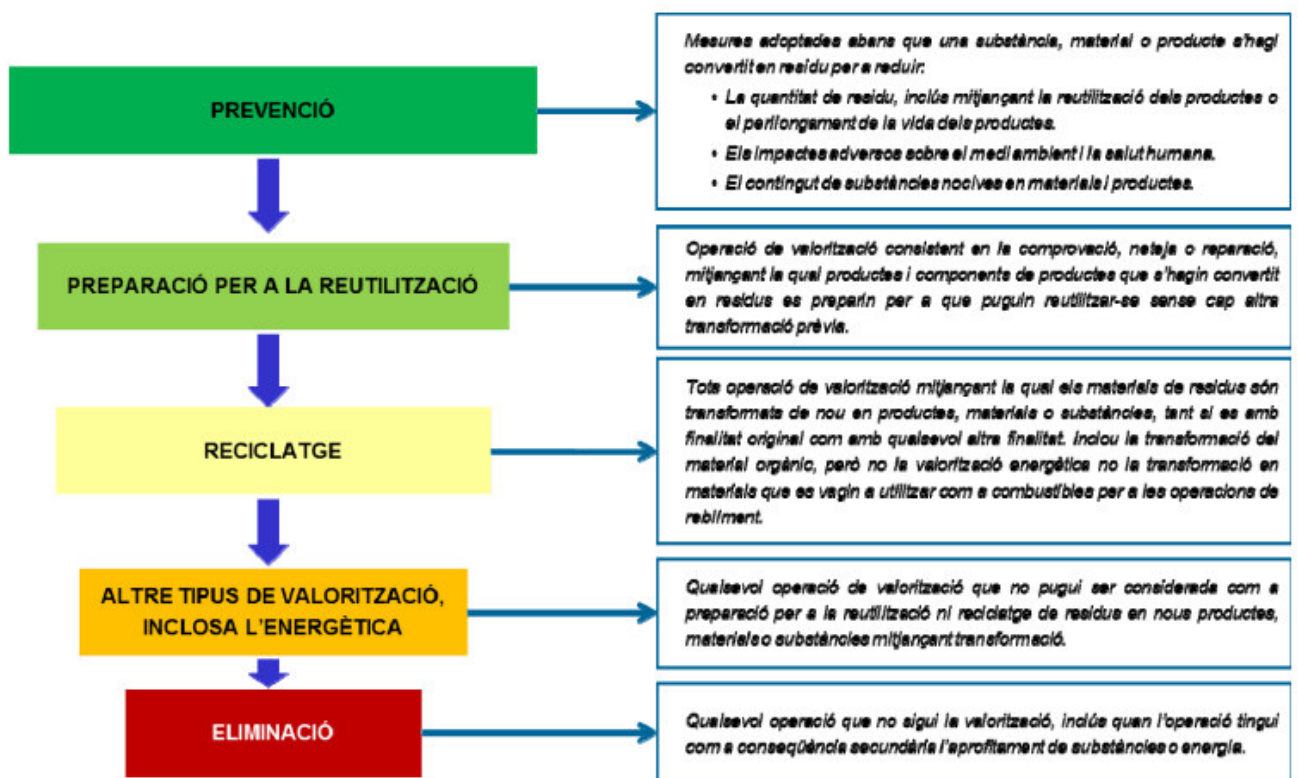 PREVENCIÓ
Mesures adoptades abans que una substància, material o producte s'hagi
convertit en residu per a reduir:
• La quantitat de residu, inclús mitjançant la reutilització dels productes o
el perllongament de la vida dels productes.
• Els impactes adversos sobre el medi ambient i la salut humana.
• El contingut de substàncies nocives en materials i productes.
PREPARACIÓ PER A LA REUTILITZACIÓ
Operació de valorització consistent en la comprovació, neteja o reparació,
mitjançant la qual productes i components de productes que s'hagin convertit
en residus es preparin per a que puguin reutilitzar-se sense cap altra
transformació prèvia.
RECICLATGE
Tots operació de valorització mitjançant la qual els materials de residus són
transformats de nou en productes, materials o substàncies, tant si es amb
finalitat original com amb qualsevol altra finalitat. Inclou la transformació del
material orgànic, però no la valorització energètica no la transformació en
materials que es vagin a utilitzar com a combustibles per a les operacions de
rebliment.
ALTRE TIPUS DE VALORITZACIÓ,
INCLOSA L'ENERGÈTICA
Qualsevol operació de valorització que no pugui ser considerada com a
preparació per a la reutilització ni reciclatge de residus en nous productes,
materials o substàncies mitjançant transformació.
ELIMINACIÓ
Qualsevol operació que no sigui la valorització, inclús quan l'operació tingui
com a conseqüència secundària l'aprofitament de substàncies o energia.